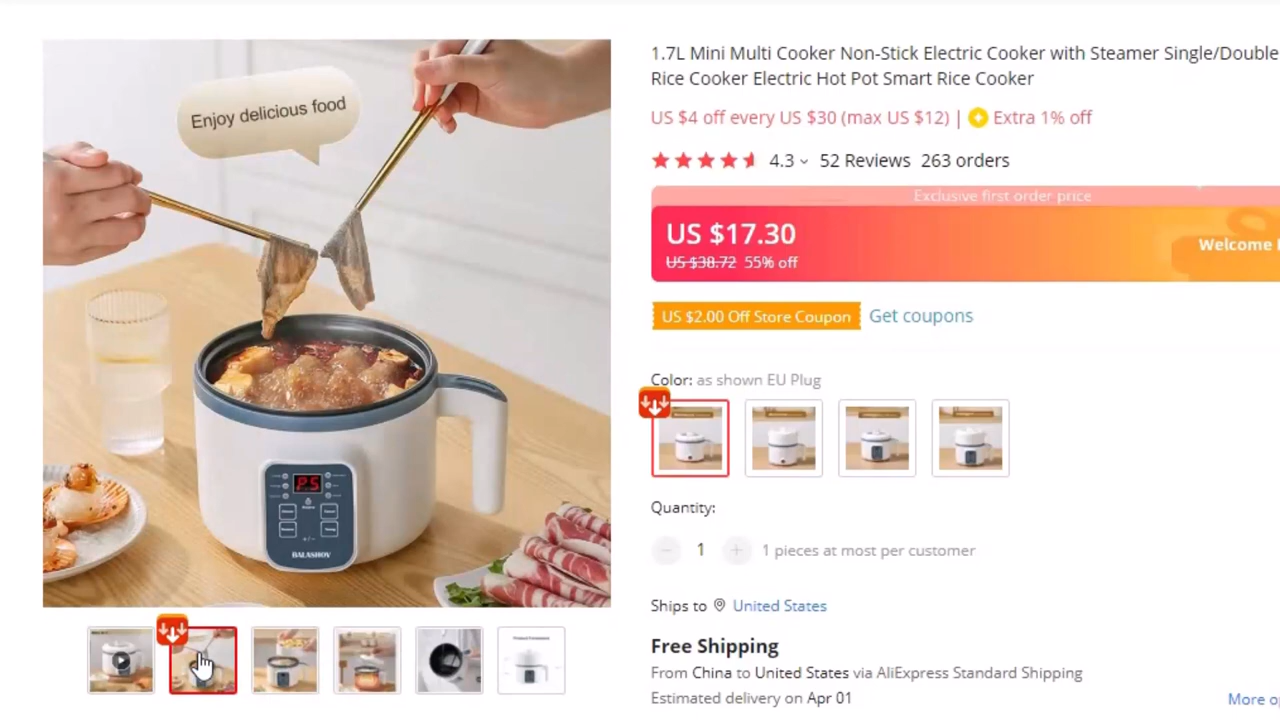 1.7L Mini Multi Cooker Non-Stick Electric Cooker with Steamer Single/Double
Rice Cooker Electric Hot Pot Smart Rice Cooker
US $4 off every US $30 (max US $12) | Extra 1% off
4.3 52 Reviews 263 orders
Exclusive first order price
US $17.30
US $38.72 55% off
Welcome
US $2.00 Off Store Coupon Get coupons
Color: as shown EU Plug
Quantity:
1
1 pieces at most per customer
Ships to United States
Free Shipping
From China to United States via AliExpress Standard Shipping
Estimated delivery on Apr 01
More
Enjoy delicious food
P5
BALASHOV